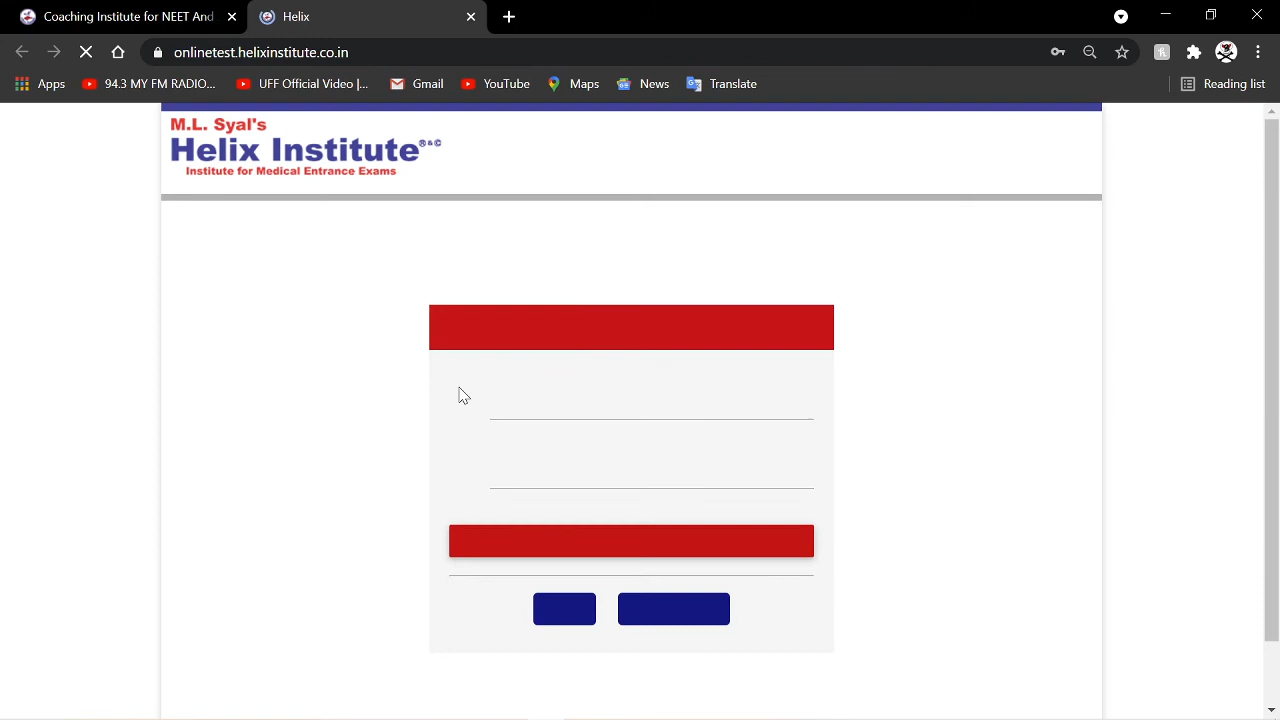 Coaching Institute for NEET And
Helix
onlinetest.helixinstitute.co.in
Apps
94.3 MY FM RADIO...
UFF Official Video |...
Gmail
YouTube
Maps
News
Translate
Reading list
M.L. Syal's
Helix Institute®&©
Institute for Medical Entrance Exams